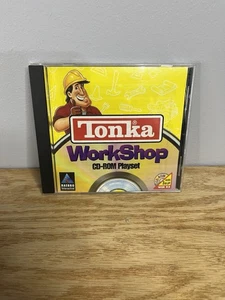 Tonka
WorkShop
CD-ROM Playset